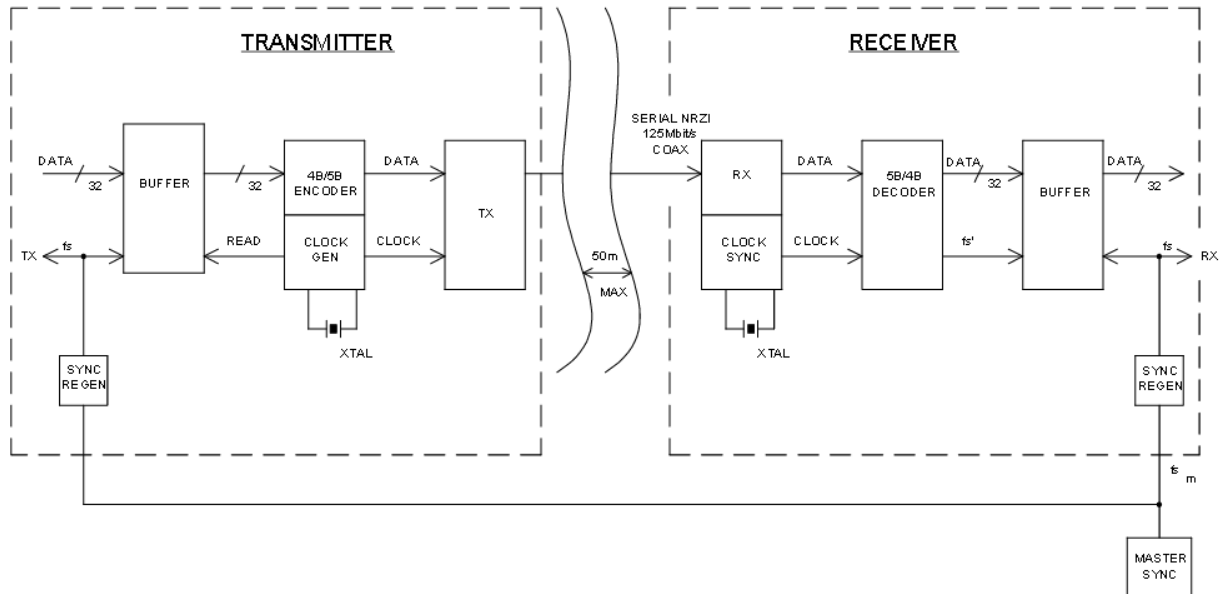 TRANSMITTER
RECEIVER
SERIAL NRZI
125Mbit/s
COAX
DATA
32
BUFFER
32
4B/5B
ENCODER
DATA
TX
RX
DATA
5B/4B
DECODER
DATA
32
BUFFER
DATA
32
TX
fs
READ
CLOCK
GEN
CLOCK
50m
MAX
CLOCK
SYNC
CLOCK
fs'
fs
RX
XTAL
XTAL
SYNC
REGEN
SYNC
REGEN
fs
m
MASTER
SYNC